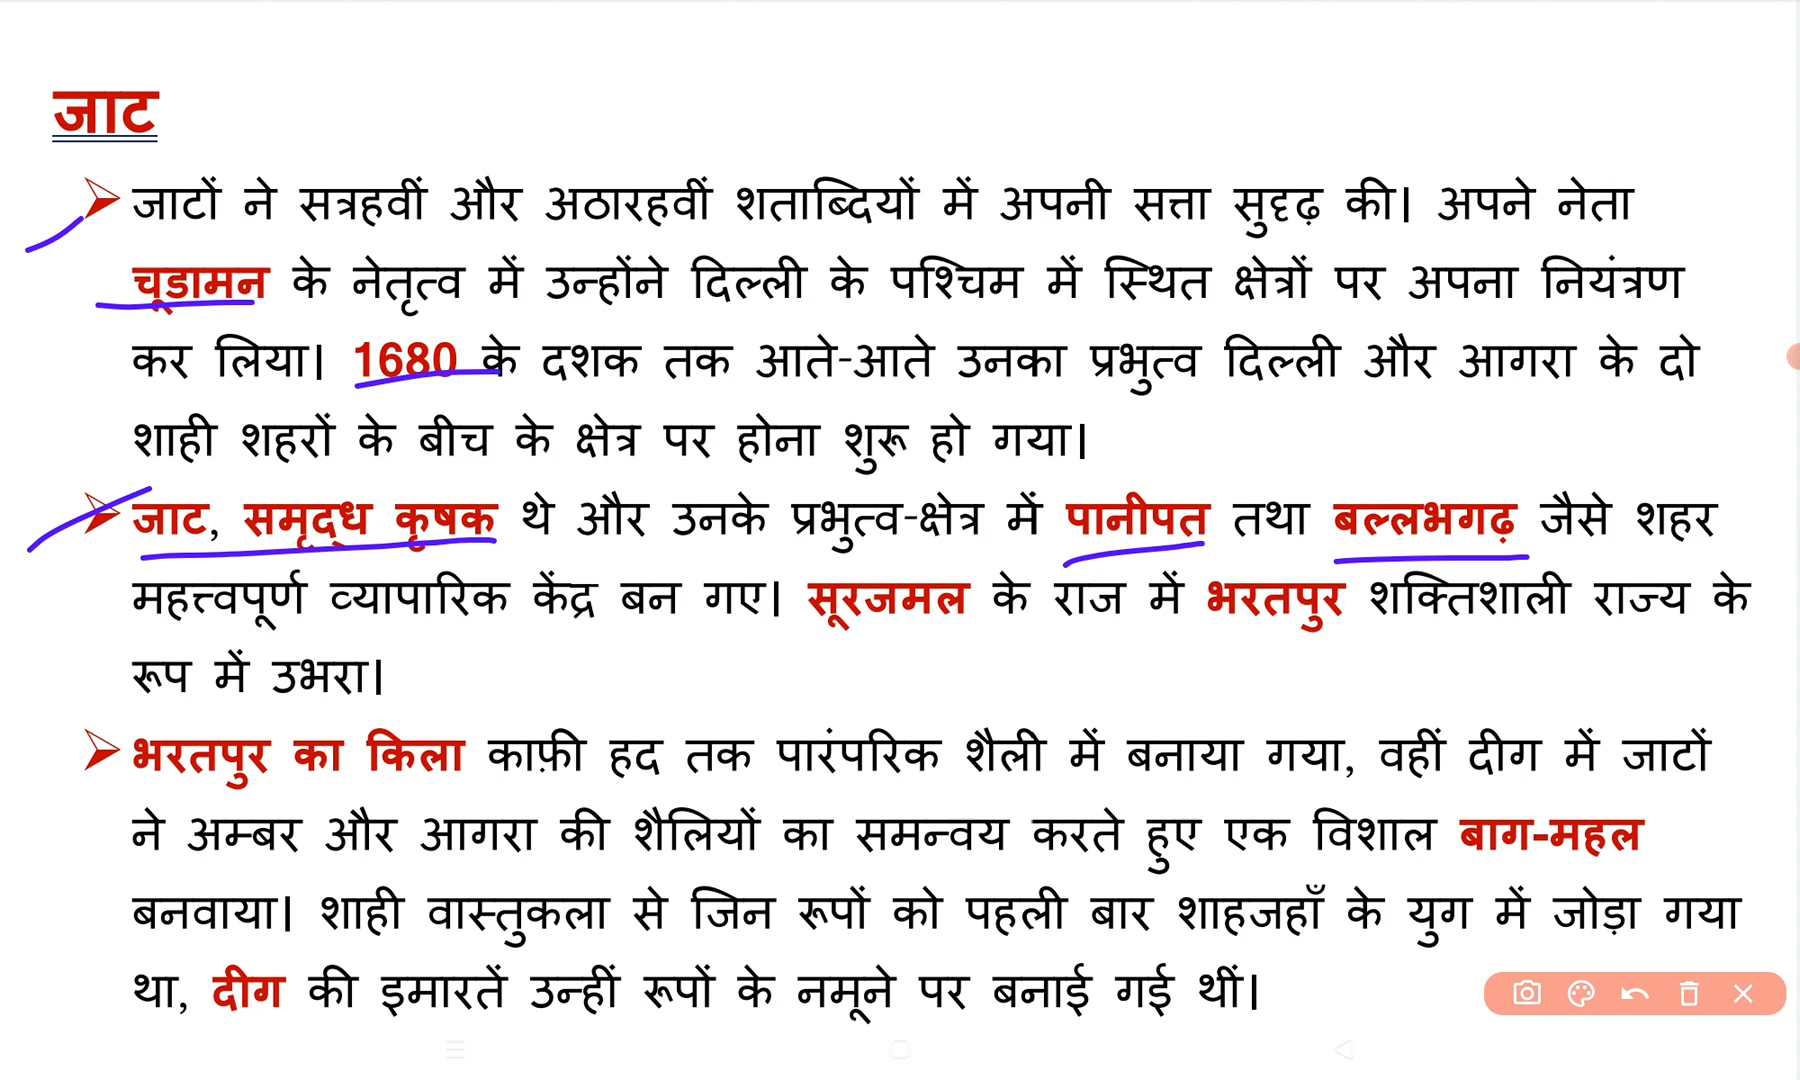 जाट
जाटों ने सत्रहवीं और अठारहवीं शताब्दियों में अपनी सत्ता सुदृढ़ की। अपने नेता
चूडामन के नेतृत्व में उन्होंने दिल्ली के पश्चिम में स्थित क्षेत्रों पर अपना नियंत्रण
कर लिया। 1680 के दशक तक आते-आते उनका प्रभुत्व दिल्ली और आगरा के दो
शाही शहरों के बीच के क्षेत्र पर होना शुरू हो गया।
जाट, समृद्ध कृषक थे और उनके प्रभुत्व-क्षेत्र में पानीपत तथा बल्लभगढ़ जैसे शहर
महत्त्वपूर्ण व्यापारिक केंद्र बन गए। सूरजमल के राज में भरतपुर शक्तिशाली राज्य के
रूप में उभरा।
भरतपुर का किला काफ़ी हद तक पारंपरिक शैली में बनाया गया, वहीं दीग में जाटों
ने अम्बर और आगरा की शैलियों का समन्वय करते हुए एक विशाल बाग-महल
बनवाया। शाही वास्तुकला से जिन रूपों को पहली बार शाहजहाँ के युग में जोड़ा गया
था, दीग की इमारतें उन्हीं रूपों के नमूने पर बनाई गई थीं।